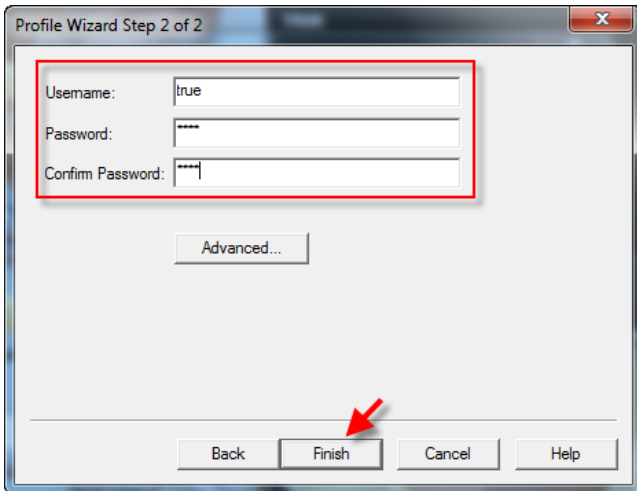 Profile Wizard Step 2 of 2
Username: true
Password: ****
Confirm Password: ****
Advanced...
Back Finish Cancel Help